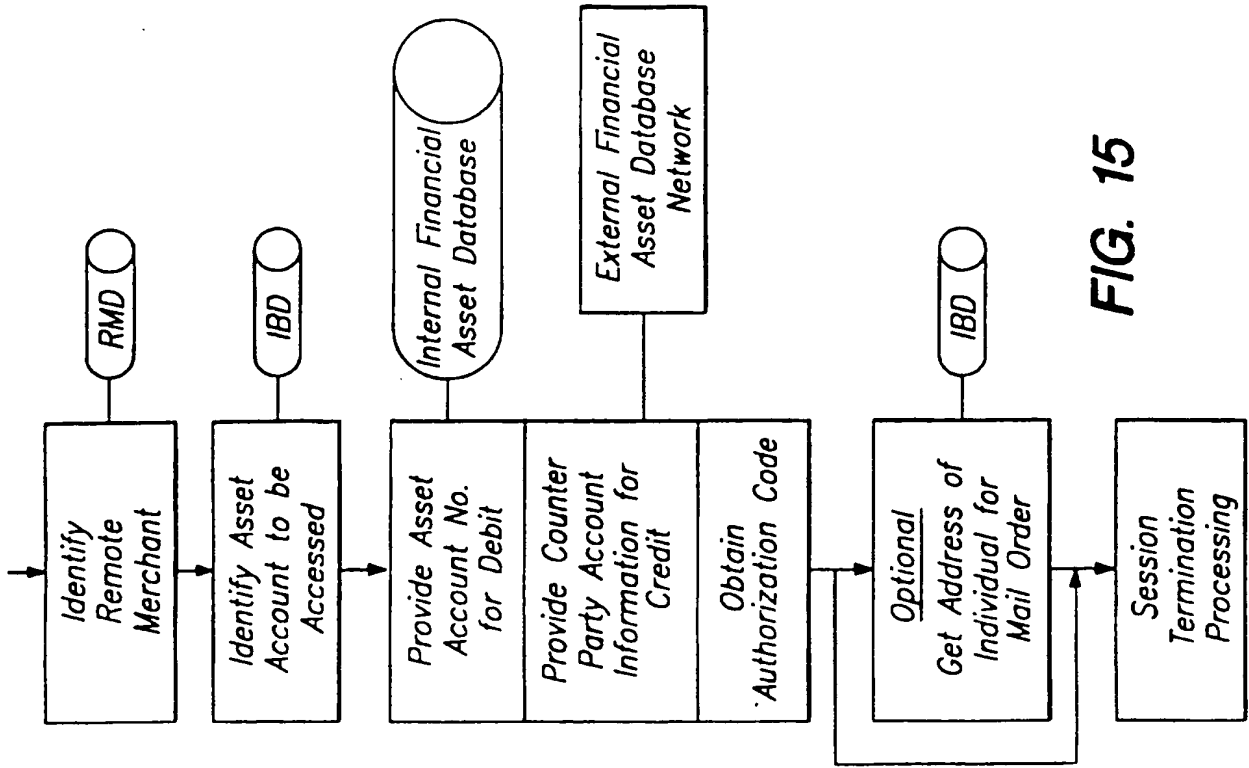 Identify
Remote
Merchant
RMD
Identify Asset
Account to be
Accessed
IBD
Provide Asset
Account No.
for Debit
Internal Financial
Asset Database
Provide Counter
Party Account
Information for
Credit
External Financial
Asset Database
Network
Obtain
Authorization Code
Optional
Get Address of
Individual for
Mail Order
IBD
Session
Termination
Processing
FIG. 15